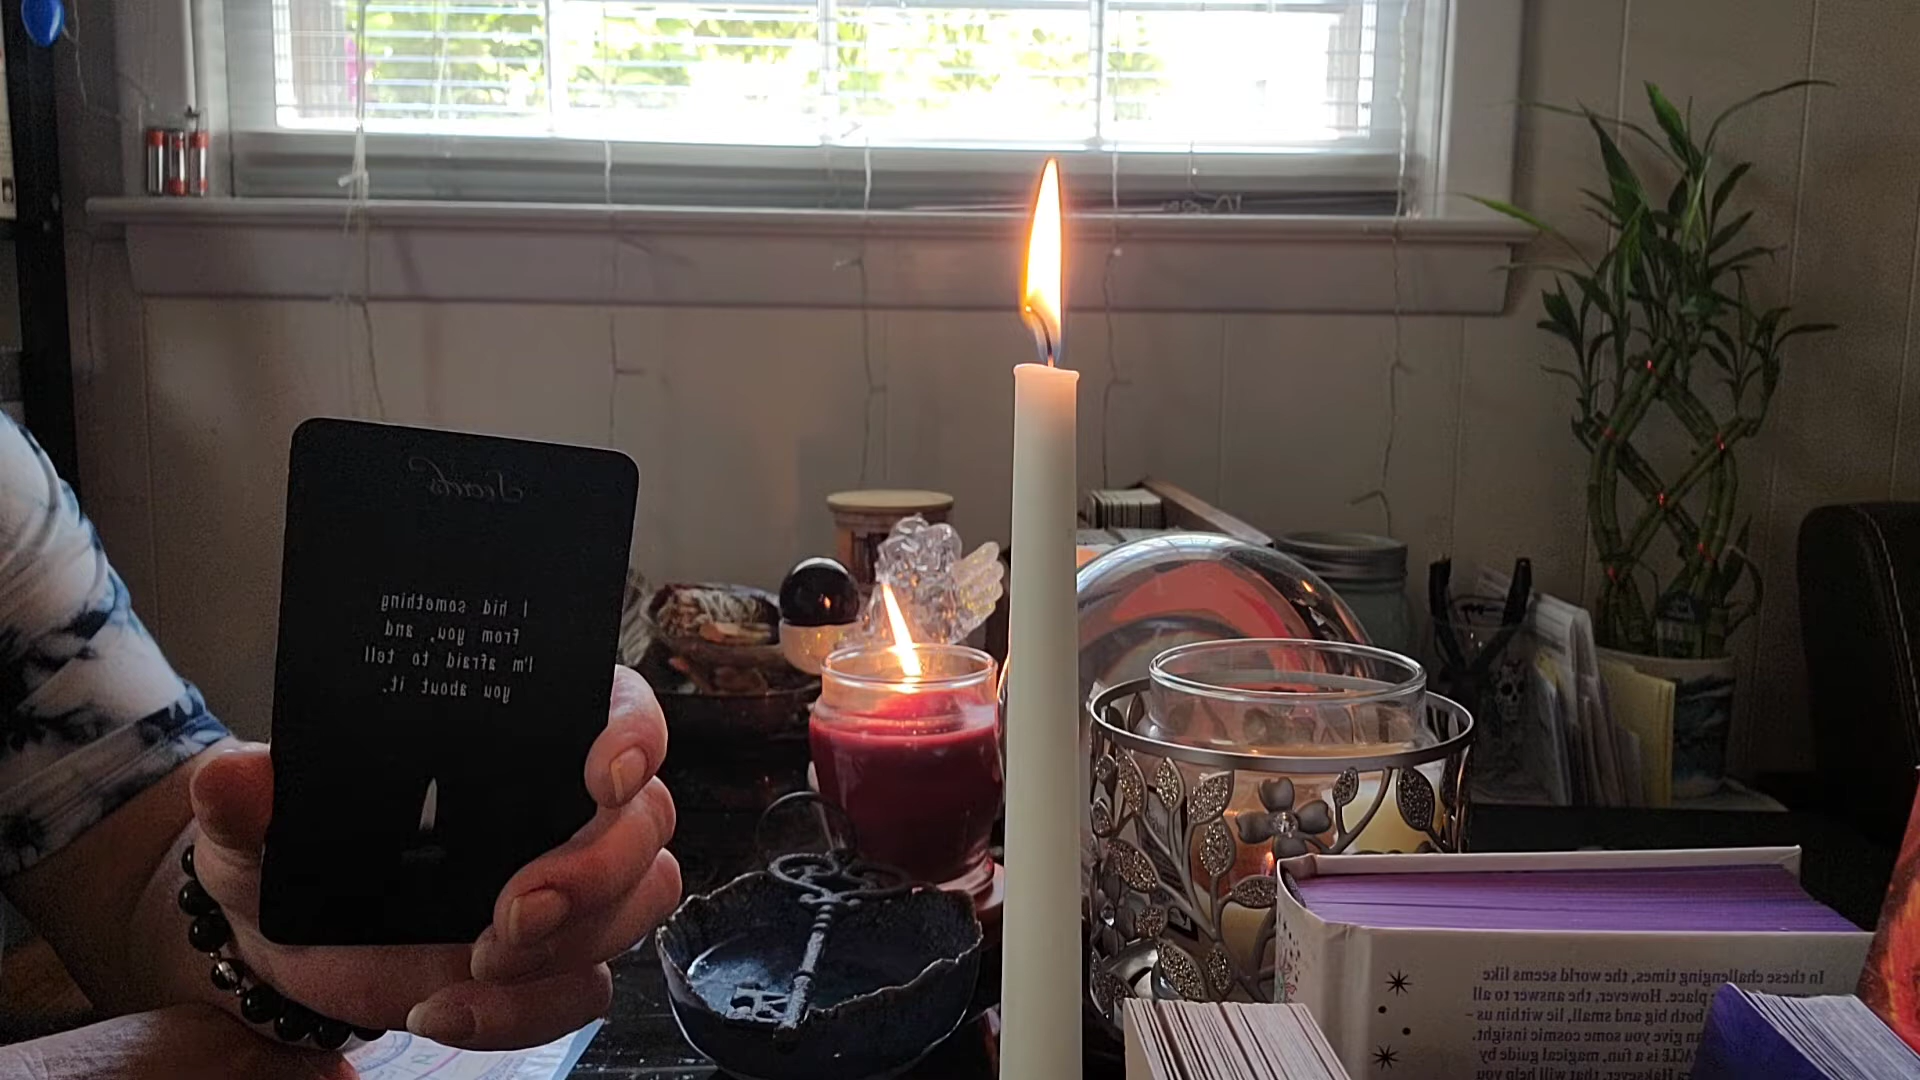 Secrets
I hid something
from you, and
I'm afraid to tell
you about it.
In these challenging times, the world seems like
place. However, the answer to all
both big and small, lie within us –
an give you some cosmic insight.
is a fun, magical guide by
that will help you